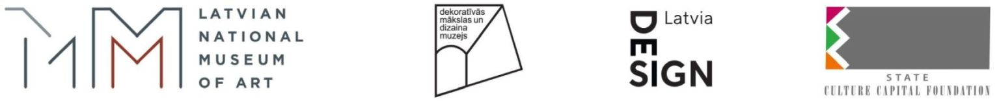 LATVIAN
NATIONAL
MUSEUM
OF ART
dekoratīvās
mākslas un
dizaina
muzejs
DE Latvia
SIGN
STATE
CULTURE CAPITAL FOUNDATION